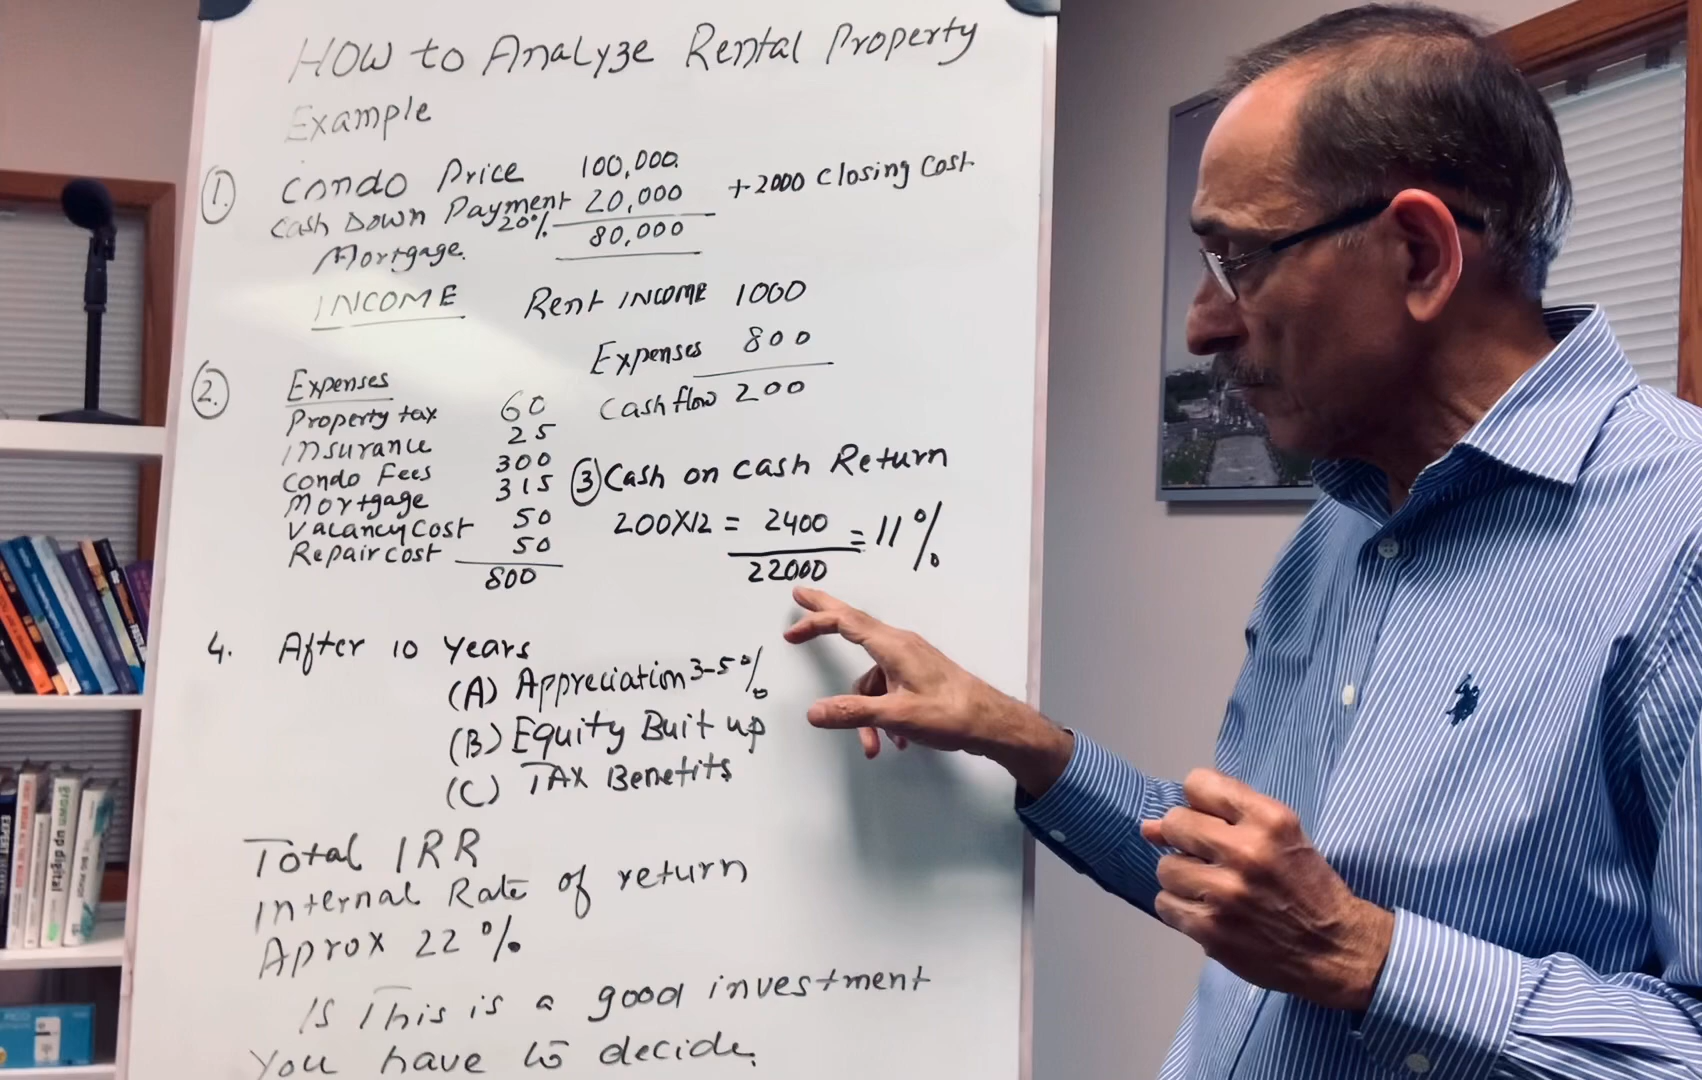 HOW to Analyze Rental Property
Example
1. Condo Price 100,000.
Cash Down Payment 20% 20,000 + 2000 Closing Cost
Mortgage. 80,000
INCOME Rent INCOME 1000
Expenses 800
Cash flow 200
2. Expenses
Property tax 60
Insurance 25
Condo Fees 300
Mortgage 315
Vacancy Cost 50
Repair cost 50
800
3 Cash on cash Return
200X12 = 2400 = 11%
22000
4. After 10 Years
(A) Appreciation 3-5%
(B) Equity Buit up
(C) TAX Benefits
Total IRR
Internal Rate of return
Aprox 22%
Is This is a good investment
You have to decide.
grown up digital